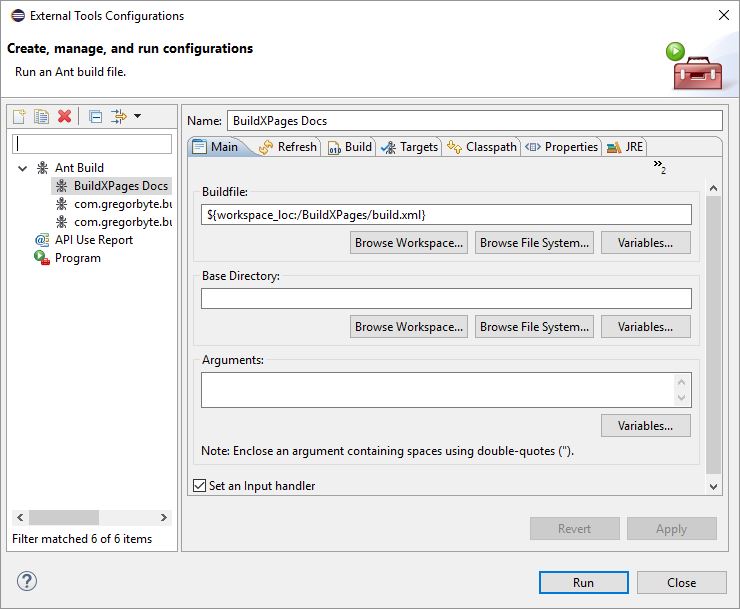 External Tools Configurations
Create, manage, and run configurations
Run an Ant build file.
Name: BuildXPages Docs
Main Refresh Build Targets Classpath Properties JRE
»2
Ant Build
BuildXPages Docs
com.gregorbyte.bu
com.gregorbyte.bu
API Use Report
Program
Filter matched 6 of 6 items
Buildfile:
${workspace_loc:/BuildXPages/build.xml}
Browse Workspace... Browse File System... Variables...
Base Directory:
Browse Workspace... Browse File System... Variables...
Arguments:
Variables...
Note: Enclose an argument containing spaces using double-quotes (").
Set an Input handler
Revert Apply
Run Close